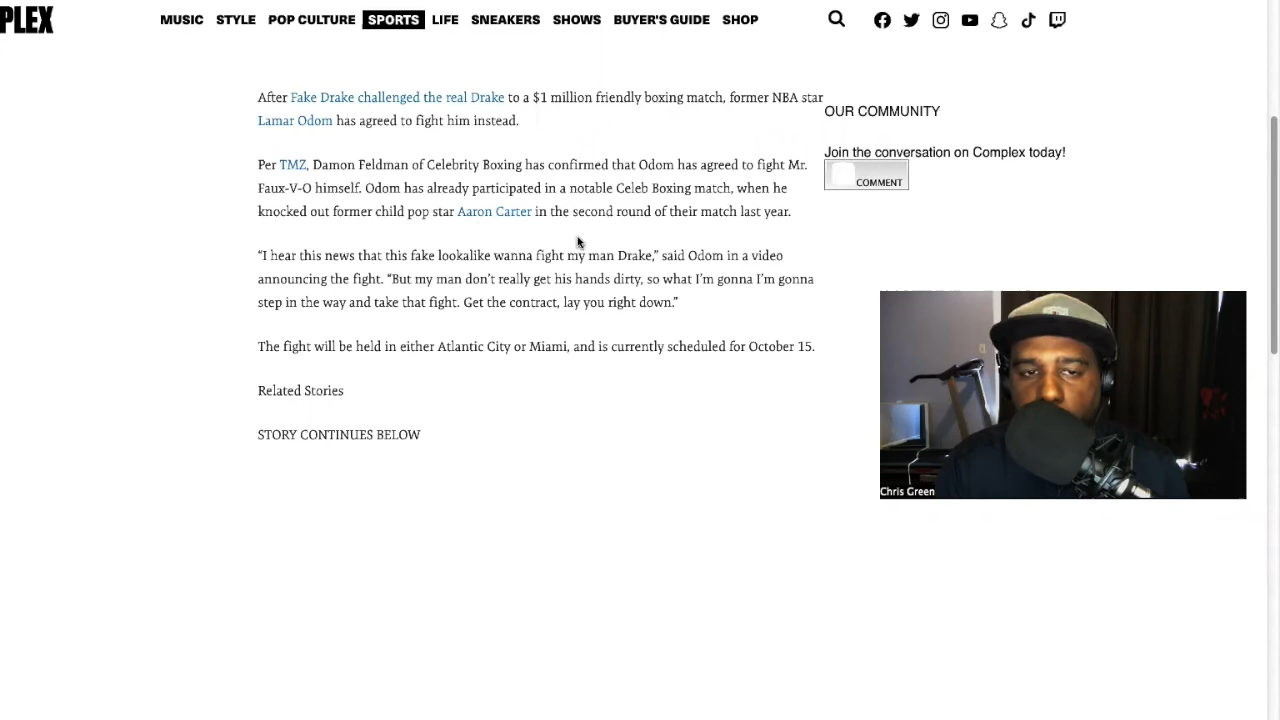 PLEX
MUSIC STYLE POP CULTURE SPORTS LIFE SNEAKERS SHOWS BUYER'S GUIDE SHOP
After Fake Drake challenged the real Drake to a $1 million friendly boxing match, former NBA star
Lamar Odom has agreed to fight him instead.
Per TMZ, Damon Feldman of Celebrity Boxing has confirmed that Odom has agreed to fight Mr.
Faux-V-O himself. Odom has already participated in a notable Celeb Boxing match, when he
knocked out former child pop star Aaron Carter in the second round of their match last year.
“I hear this news that this fake lookalike wanna fight my man Drake,” said Odom in a video
announcing the fight. “But my man don’t really get his hands dirty, so what I’m gonna I’m gonna
step in the way and take that fight. Get the contract, lay you right down.”
The fight will be held in either Atlantic City or Miami, and is currently scheduled for October 15.
Related Stories
STORY CONTINUES BELOW
OUR COMMUNITY
Join the conversation on Complex today!
COMMENT
Chris Green